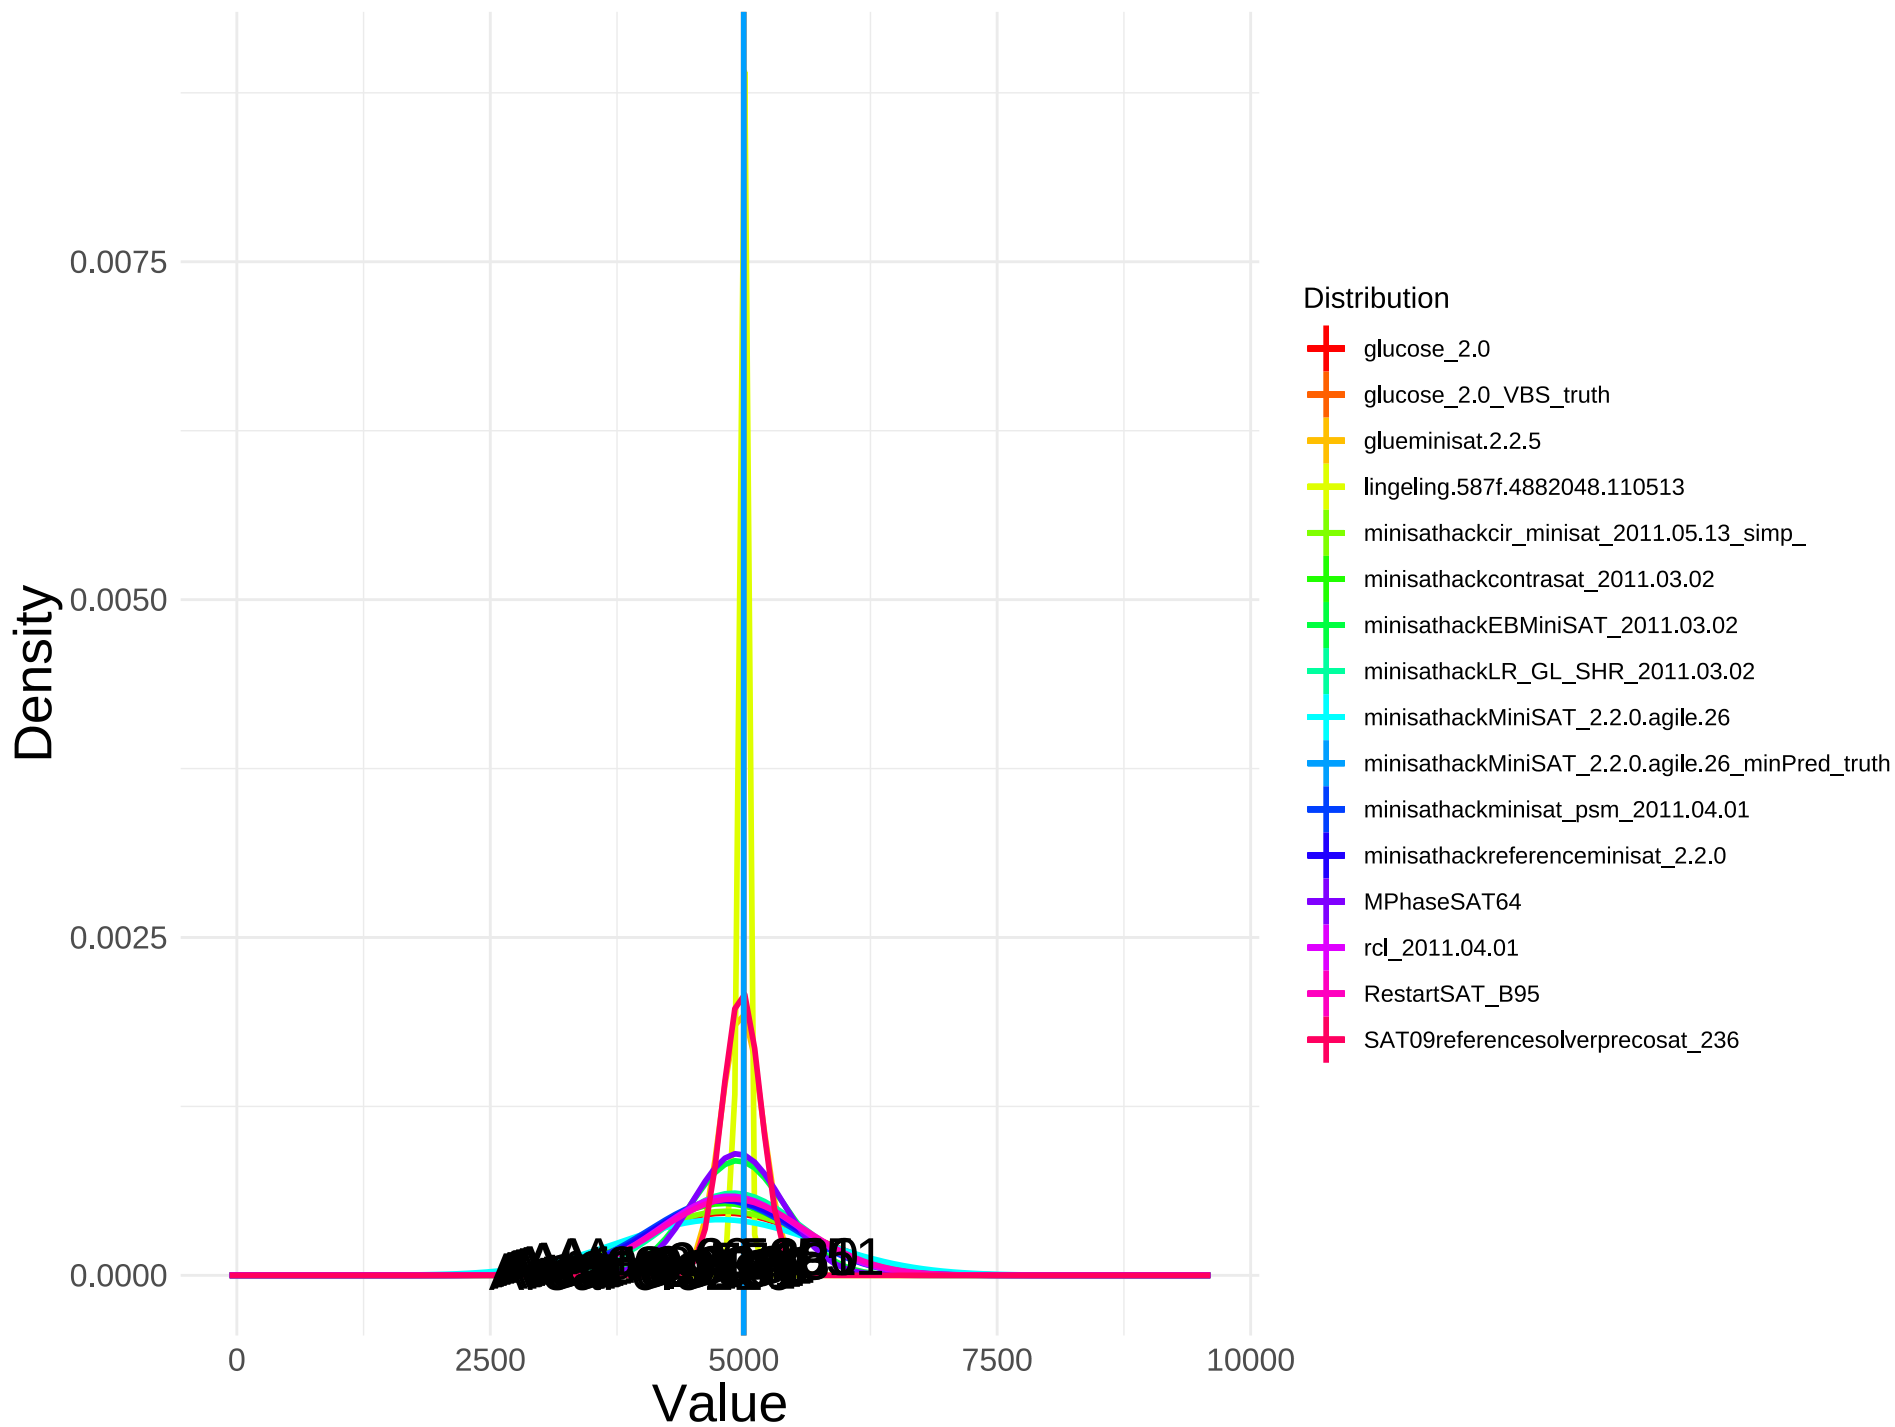 Density
0.0075
0.0050
0.0025
0.0000
0
2500
5000
7500
10000
Value
Distribution
glucose_2.0
glucose_2.0_VBS_truth
glueminisat.2.2.5
lingeling.587f.4882048.110513
minisathackcir_minisat_2011.05.13_simp_
minisathackcontrasat_2011.03.02
minisathackEBMiniSAT_2011.03.02
minisathackLR_GL_SHR_2011.03.02
minisathackMiniSAT_2.2.0.agile.26
minisathackMiniSAT_2.2.0.agile.26_minPred_truth
minisathackminisat_psm_2011.04.01
minisathackreferenceminisat_2.2.0
MPhaseSAT64
rcl_2011.04.01
RestartSAT_B95
SAT09referencesolverprecosat_236